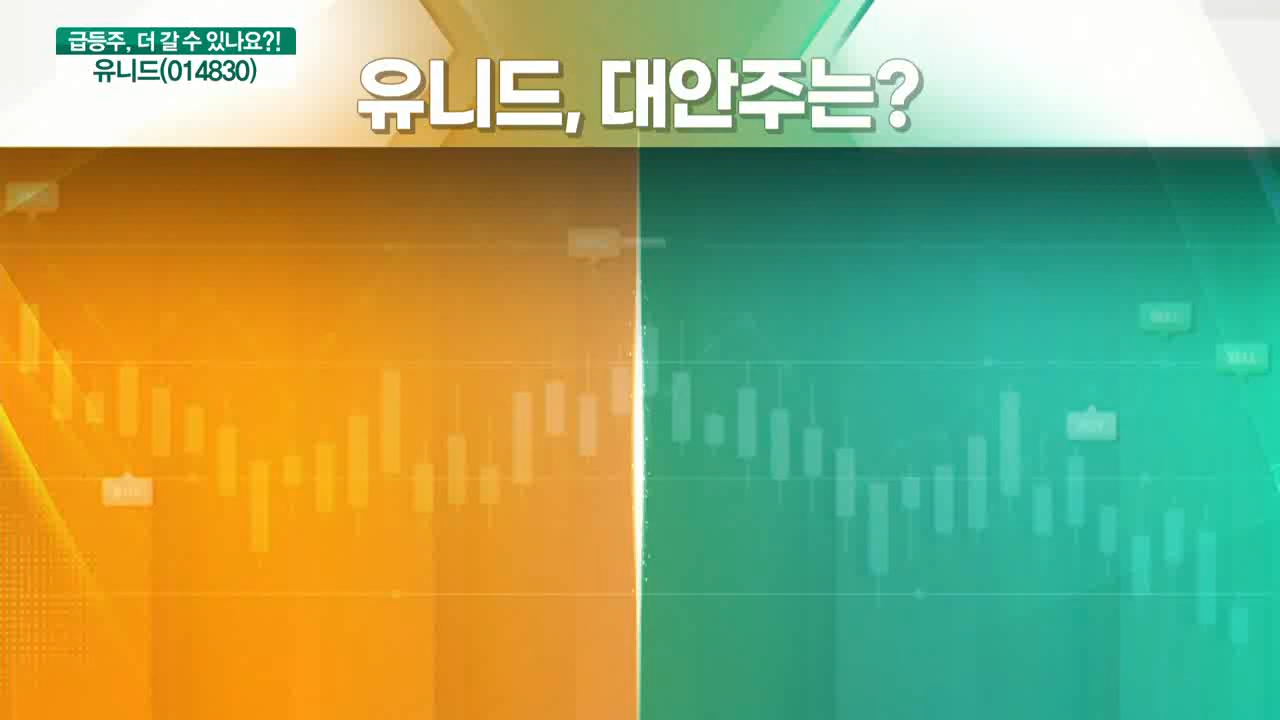 급등주, 더 갈 수 있나요?!
유니드(014830)
유니드, 대안주는?
SELL